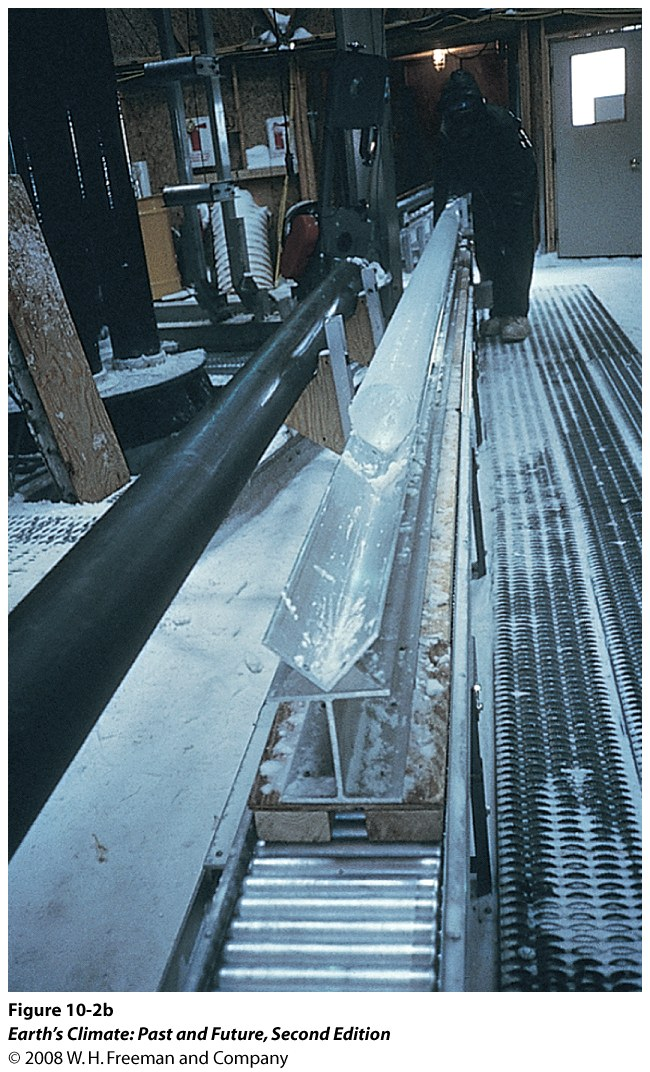 Figure 10-2b
Earth's Climate: Past and Future, Second Edition
© 2008 W. H. Freeman and Company